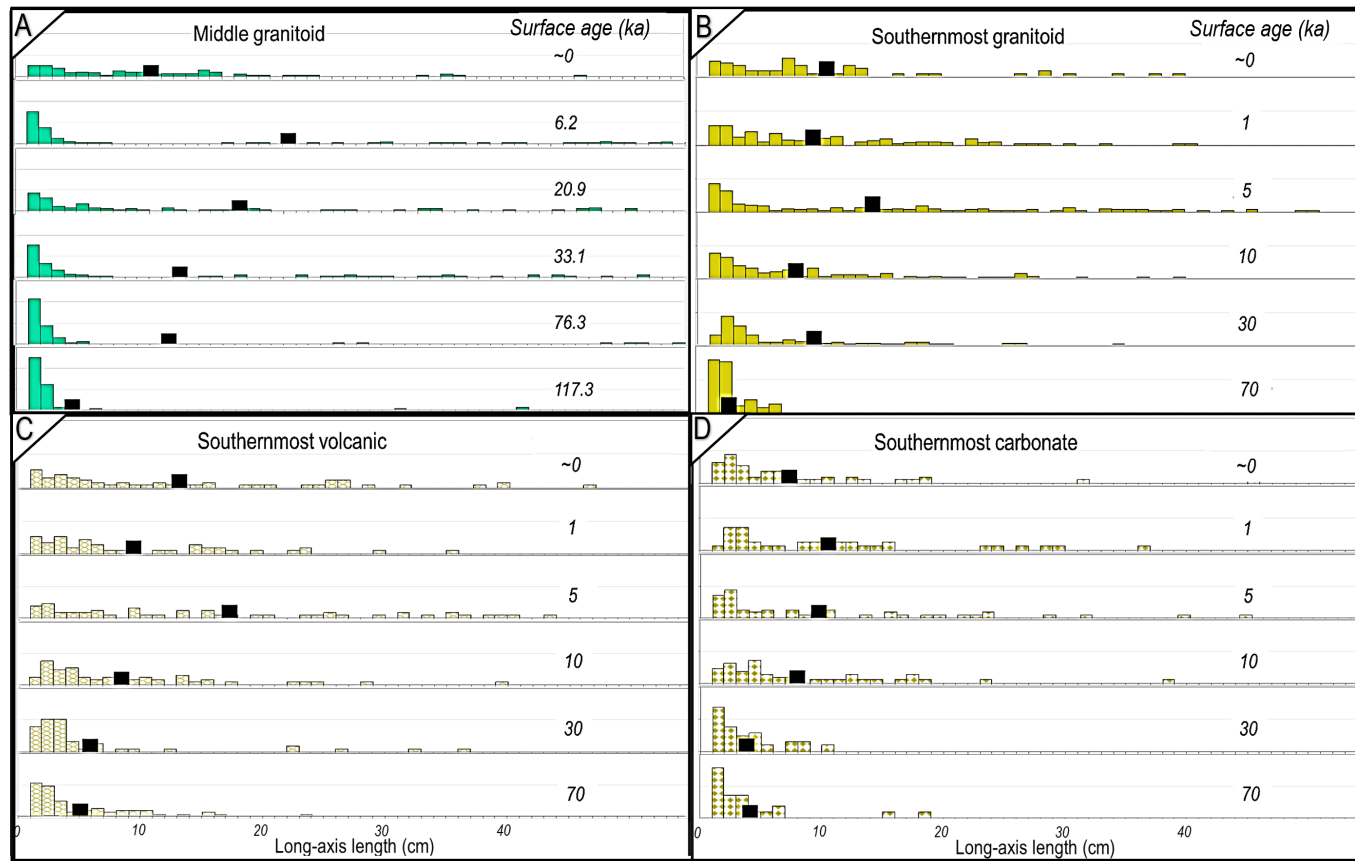 A
Middle granitoid
Surface age (ka)
~0
6.2
20.9
33.1
76.3
117.3
B
Southernmost granitoid
Surface age (ka)
~0
1
5
10
30
70
C
Southernmost volcanic
~0
1
5
10
30
70
0 10 20 30 40
Long-axis length (cm)
D
Southernmost carbonate
~0
1
5
10
30
70
0 10 20 30 40
Long-axis length (cm)